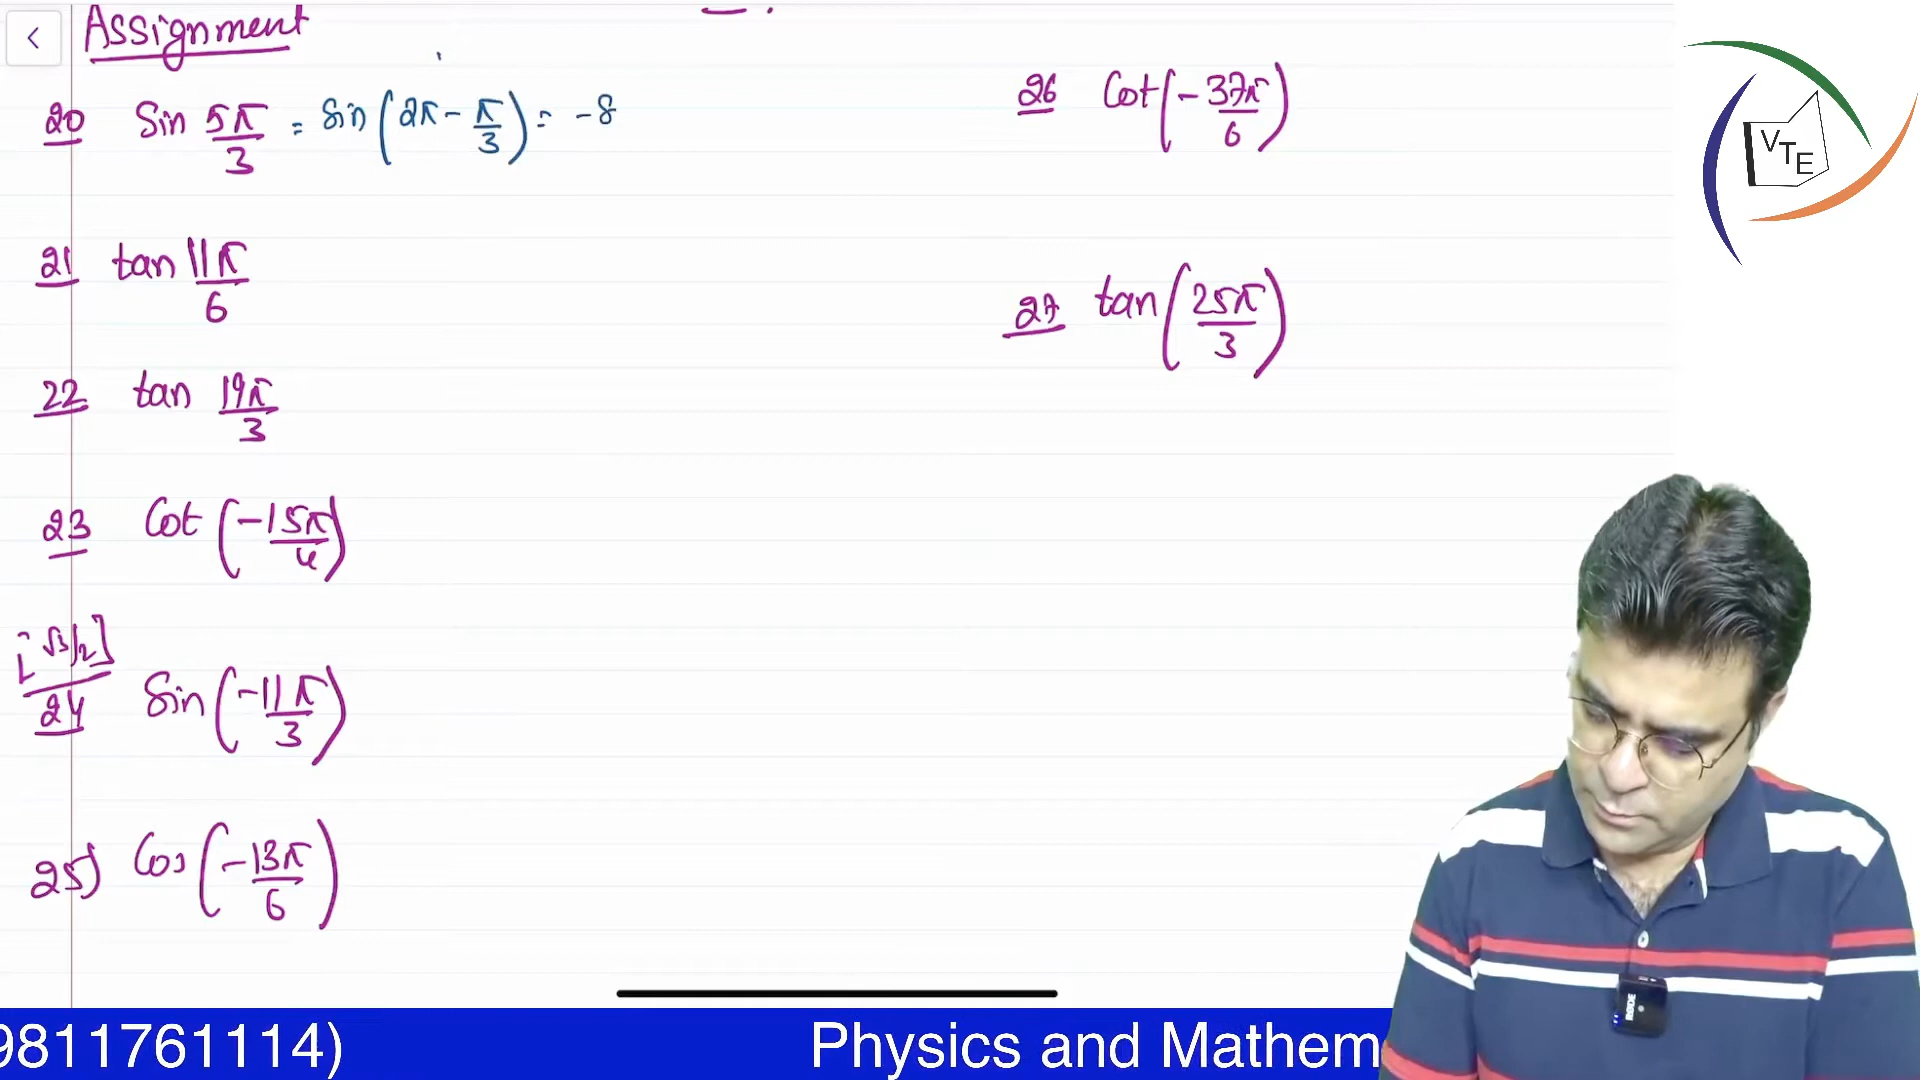 Assignment
20 Sin 5π/3 = Sin(2π - π/3) = -8
21 tan 11π/6
22 tan 19π/3
23 Cot(-15π/4)
[√3/2]
24 Sin(-11π/3)
25) Cos(-13π/6)
26 Cot(-37π/6)
27 tan(25π/3)
VTE
9811761114)
Physics and Mathem
RØDE